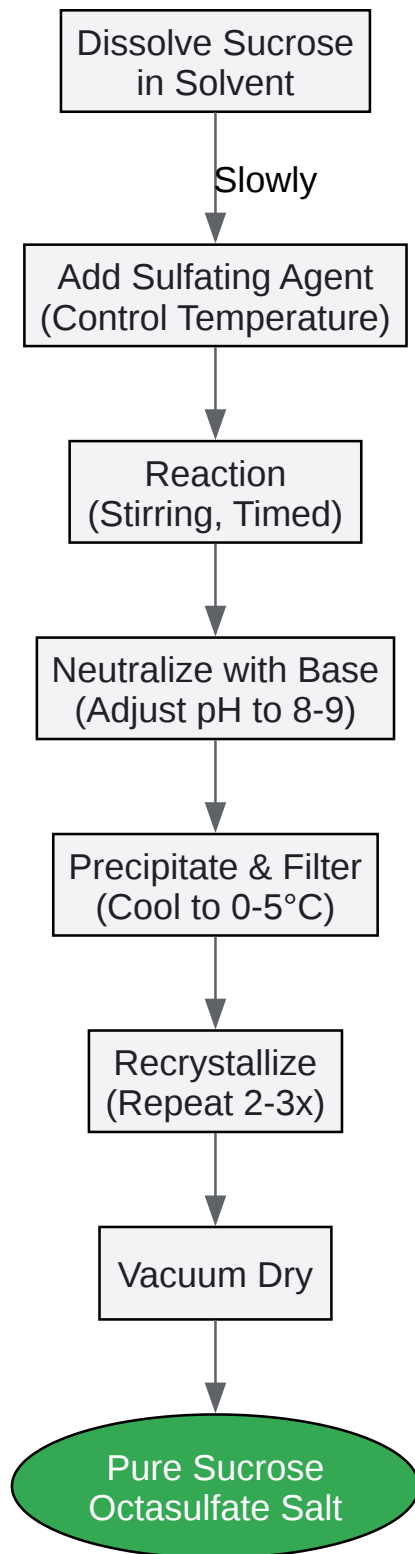 Dissolve Sucrose
in Solvent
Slowly
Add Sulfating Agent
(Control Temperature)
Reaction
(Stirring, Timed)
Neutralize with Base
(Adjust pH to 8-9)
Precipitate & Filter
(Cool to 0-5°C)
Recrystallize
(Repeat 2-3x)
Vacuum Dry
Pure Sucrose
Octasulfate Salt